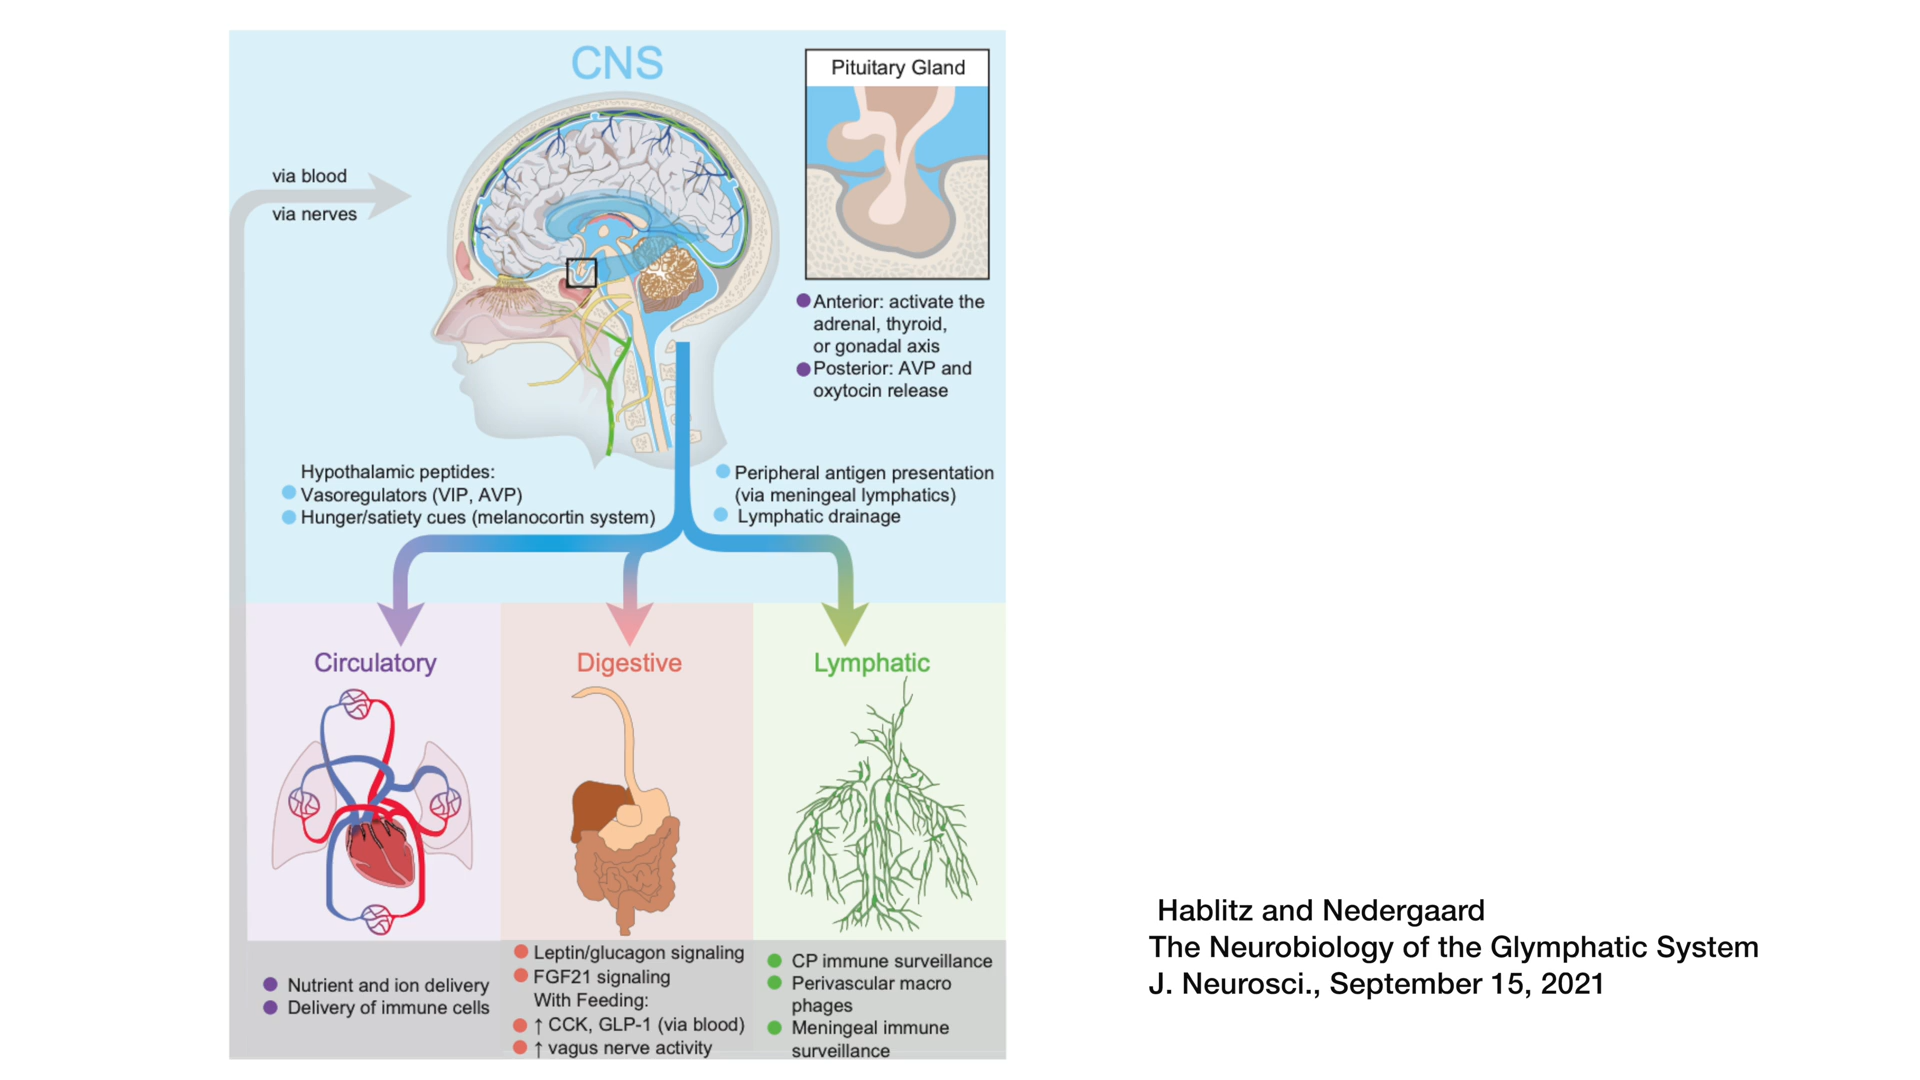 CNS
Pituitary Gland
via blood
via nerves
Anterior: activate the
adrenal, thyroid,
or gonadal axis
Posterior: AVP and
oxytocin release
Hypothalamic peptides:
Vasoregulators (VIP, AVP)
Hunger/satiety cues (melanocortin system)
Peripheral antigen presentation
(via meningeal lymphatics)
Lymphatic drainage
Circulatory
Digestive
Lymphatic
Nutrient and ion delivery
Delivery of immune cells
Leptin/glucagon signaling
FGF21 signaling
With Feeding:
↑ CCK, GLP-1 (via blood)
↑ vagus nerve activity
CP immune surveillance
Perivascular macro
phages
Meningeal immune
surveillance
Hablitz and Nedergaard
The Neurobiology of the Glymphatic System
J. Neurosci., September 15, 2021